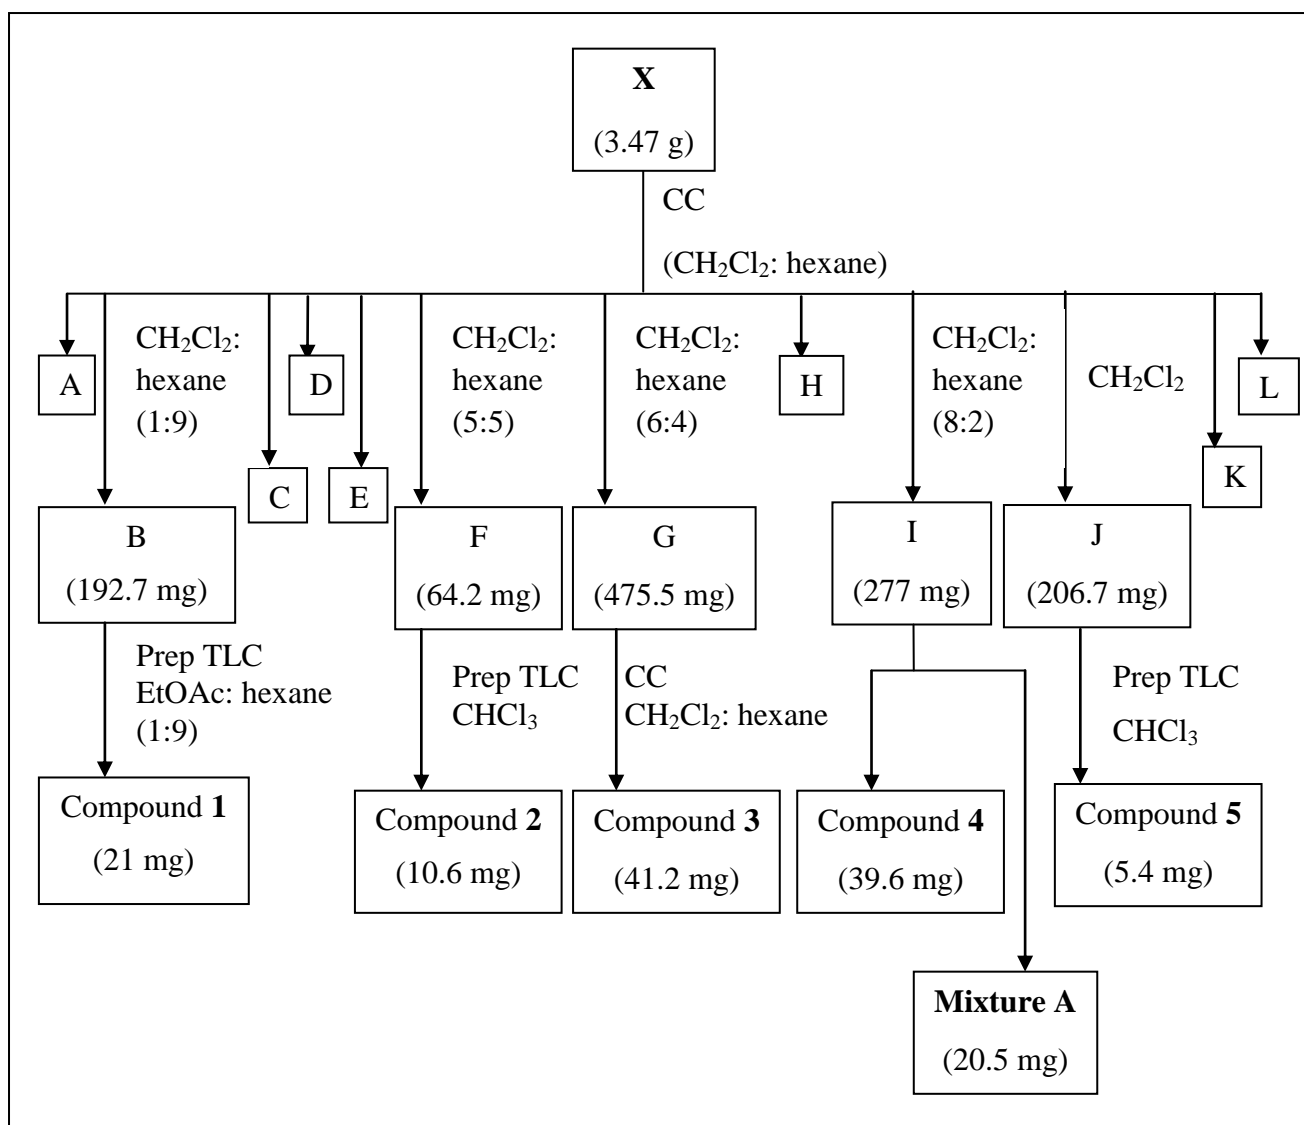 X
(3.47 g)
CC
(CH₂Cl₂: hexane)
A
CH₂Cl₂:
hexane
(1:9)
C
D
E
CH₂Cl₂:
hexane
(5:5)
CH₂Cl₂:
hexane
(6:4)
H
CH₂Cl₂:
hexane
(8:2)
CH₂Cl₂
K
L
B
(192.7 mg)
F
(64.2 mg)
G
(475.5 mg)
I
(277 mg)
J
(206.7 mg)
Prep TLC
EtOAc: hexane
(1:9)
Prep TLC
CHCl₃
CC
CH₂Cl₂: hexane
Prep TLC
CHCl₃
Compound 1
(21 mg)
Compound 2
(10.6 mg)
Compound 3
(41.2 mg)
Compound 4
(39.6 mg)
Compound 5
(5.4 mg)
Mixture A
(20.5 mg)